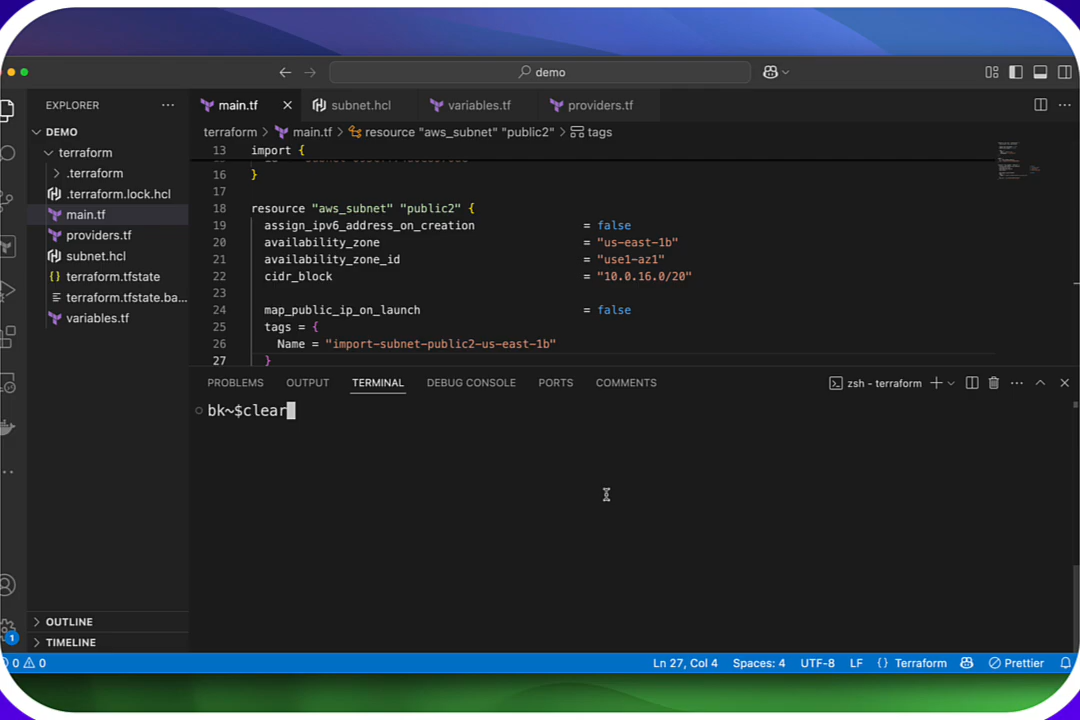 demo
EXPLORER
···
main.tf
subnet.hcl
variables.tf
providers.tf
···
DEMO
terraform
.terraform
.terraform.lock.hcl
main.tf
providers.tf
subnet.hcl
terraform.tfstate
terraform.tfstate.ba...
variables.tf
OUTLINE
TIMELINE
terraform > main.tf > resource "aws_subnet" "public2" > tags
13 import {
16 }
17
18 resource "aws_subnet" "public2" {
19 assign_ipv6_address_on_creation = false
20 availability_zone = "us-east-1b"
21 availability_zone_id = "use1-az1"
22 cidr_block = "10.0.16.0/20"
23
24 map_public_ip_on_launch = false
25 tags = {
26 Name = "import-subnet-public2-us-east-1b"
27 }
PROBLEMS OUTPUT TERMINAL DEBUG CONSOLE PORTS COMMENTS
zsh - terraform
bk~$clear
1
0 0
Ln 27, Col 4 Spaces: 4 UTF-8 LF {} Terraform Prettier